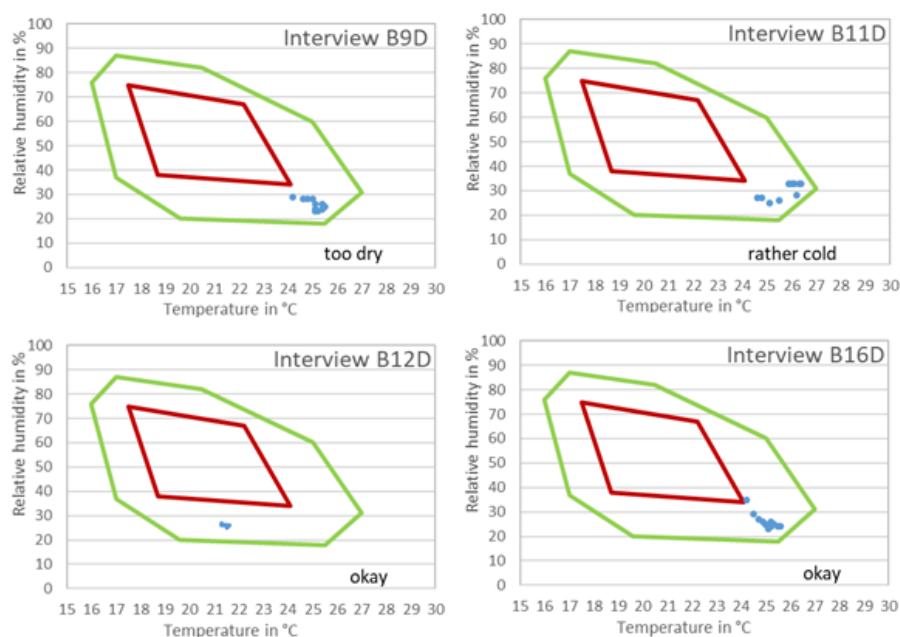 Interview B9D
Relative humidity in %
100
90
80
70
60
50
40
30
20
10
0
too dry
15 16 17 18 19 20 21 22 23 24 25 26 27 28 29 30
Temperature in °C
Interview B11D
Relative humidity in %
100
90
80
70
60
50
40
30
20
10
0
rather cold
15 16 17 18 19 20 21 22 23 24 25 26 27 28 29 30
Temperature in °C
Interview B12D
Relative humidity in %
100
90
80
70
60
50
40
30
20
10
0
okay
15 16 17 18 19 20 21 22 23 24 25 26 27 28 29 30
Temperature in °C
Interview B16D
Relative humidity in %
100
90
80
70
60
50
40
30
20
10
0
okay
15 16 17 18 19 20 21 22 23 24 25 26 27 28 29 30
Temperature in °C